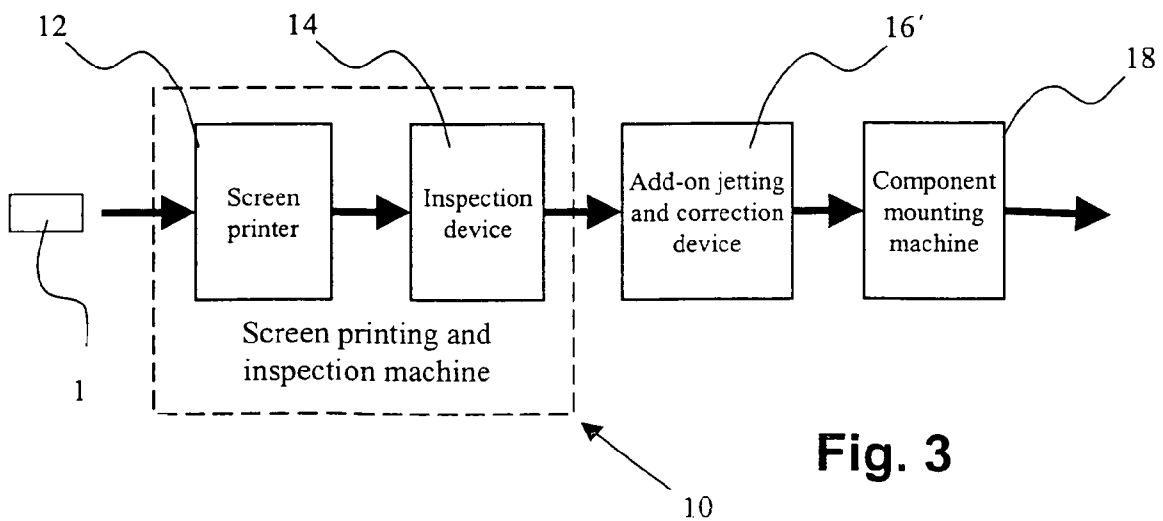 12
14
16′
18
Screen
printer
Inspection
device
Add-on jetting
and correction
device
Component
mounting
machine
Screen printing and
inspection machine
1
10
Fig. 3